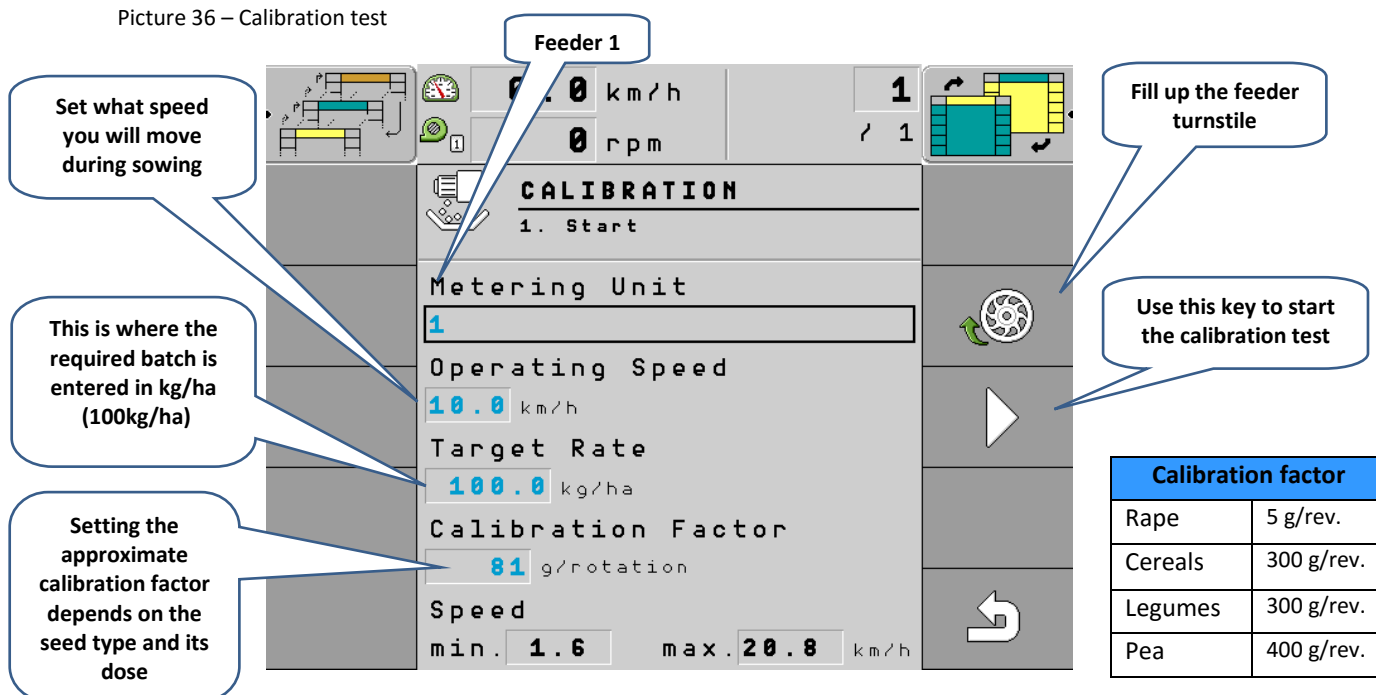 Picture 36 – Calibration test
Feeder 1
Set what speed
you will move
during sowing
This is where the
required batch is
entered in kg/ha
(100kg/ha)
Setting the
approximate
calibration factor
depends on the
seed type and its
dose
km/h
1
1
0 rpm
/ 1
CALIBRATION
1. Start
Metering Unit
1
Operating Speed
10.0 km/h
Target Rate
100.0 kg/ha
Calibration Factor
81 g/rotation
Speed
min. 1.6 max. 20.8 km/h
Fill up the feeder
turnstile
Use this key to start
the calibration test
Calibration factor
Rape 5 g/rev.
Cereals 300 g/rev.
Legumes 300 g/rev.
Pea 400 g/rev.